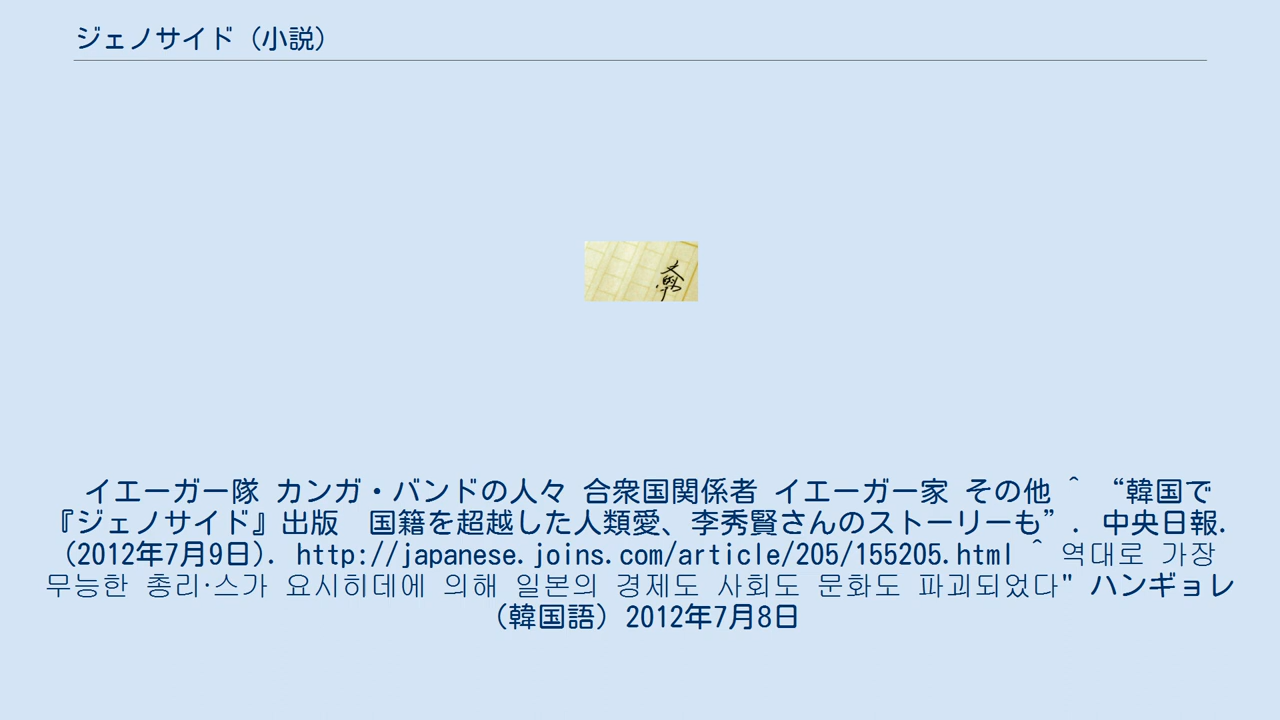 ジェノサイド（小説）
イエーガー隊 カンガ・バンドの人々 合衆国関係者 イエーガー家 その他 ^ “韓国で
『ジェノサイド』出版　国籍を超越した人類愛、李秀賢さんのストーリーも”. 中央日報.
(2012年7月9日). http://japanese.joins.com/article/205/155205.html ^ 역대로 가장
무능한 총리·스가 요시히데에 의해 일본의 경제도 사회도 문화도 파괴되었다" ハンギョレ
（韓国語）2012年7月8日